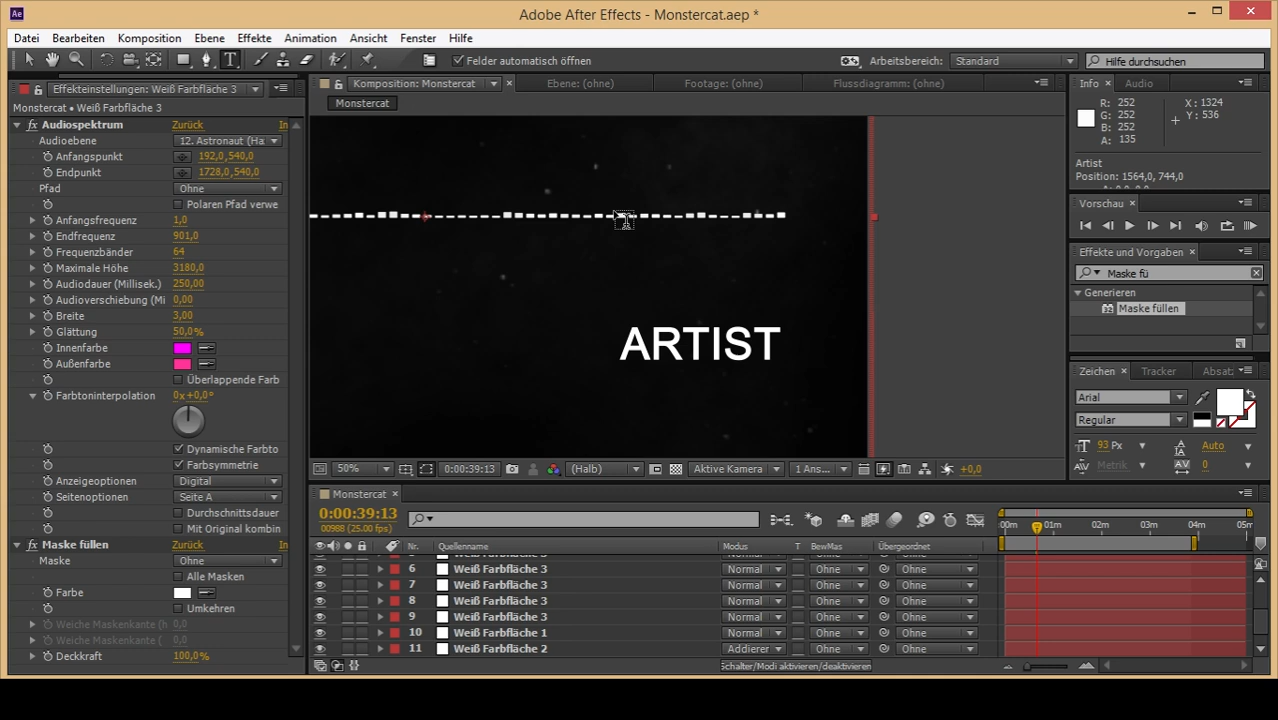 Adobe After Effects - Monstercat.aep *
Datei Bearbeiten Komposition Ebene Effekte Animation Ansicht Fenster Hilfe
Felder automatisch öffnen
Arbeitsbereich: Standard
Hilfe durchsuchen
Effekteinstellungen: Weiß Farbfläche 3
Monstercat • Weiß Farbfläche 3
Audiospektrum Zurück In
Audioebene 12. Astronaut (Ha
Anfangspunkt 192,0,540,0
Endpunkt 1728,0,540,0
Pfad Ohne
Polaren Pfad verwe
Anfangsfrequenz 1,0
Endfrequenz 901,0
Frequenzbänder 64
Maximale Höhe 3180,0
Audiodauer (Millisek.) 250,00
Audioverschiebung (Mi 0,00
Breite 3,00
Glättung 50,0%
Innenfarbe
Außenfarbe
Überlappende Farb
Farbtoninterpolation 0x+0,0°
Dynamische Farbto
Farbsymmetrie
Anzeigeoptionen Digital
Seitenoptionen Seite A
Durchschnittsdauer
Mit Original kombin
Maske füllen Zurück In
Maske Ohne
Alle Masken
Farbe
Umkehren
Weiche Maskenkante (h 0,0
Weiche Maskenkante ( 0,0
Deckkraft 100,0%
Komposition: Monstercat
Ebene: (ohne)
Footage: (ohne)
Flussdiagramm: (ohne)
Monstercat
ARTIST
50% 0:00:39:13 (Halb) Aktive Kamera 1 Ans... +0,0
Info Audio
R: 252 X : 1324
G: 252 Y : 536
B: 252
A: 135
Artist
Position: 1564,0, 744,0
Vorschau
Effekte und Vorgaben
Maske fü
Generieren
Maske füllen
Zeichen Tracker Absat
Arial
Regular
93 Px Auto
Metrik 0
Monstercat
0:00:39:13
00988 (25.00 fps)
Nr. Quellenname Modus T BewMas Übergeordnet
6 Weiß Farbfläche 3 Normal Ohne Ohne
7 Weiß Farbfläche 3 Normal Ohne Ohne
8 Weiß Farbfläche 3 Normal Ohne Ohne
9 Weiß Farbfläche 3 Normal Ohne Ohne
10 Weiß Farbfläche 1 Normal Ohne Ohne
11 Weiß Farbfläche 2 Addierer Ohne Ohne
Schalter/Modi aktivieren/deaktivieren
00m 01m 02m 03m 04m 05m